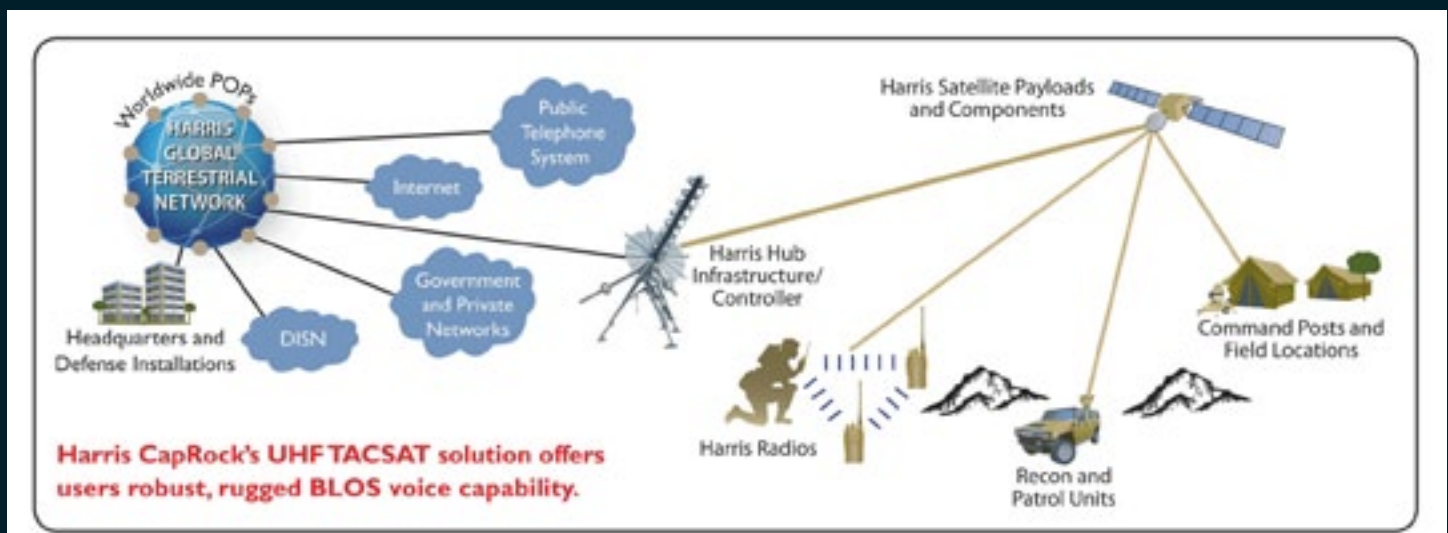 Worldwide POPs
HARRIS
GLOBAL
TERRESTRIAL
NETWORK
Public
Telephone
System
Internet
Government
and Private
Networks
DISN
Headquarters and
Defense Installations
Harris Hub
Infrastructure/
Controller
Harris Satellite Payloads
and Components
Harris Radios
Recon and
Patrol Units
Command Posts and
Field Locations
Harris CapRock's UHF TACSAT solution offers
users robust, rugged BLOS voice capability.